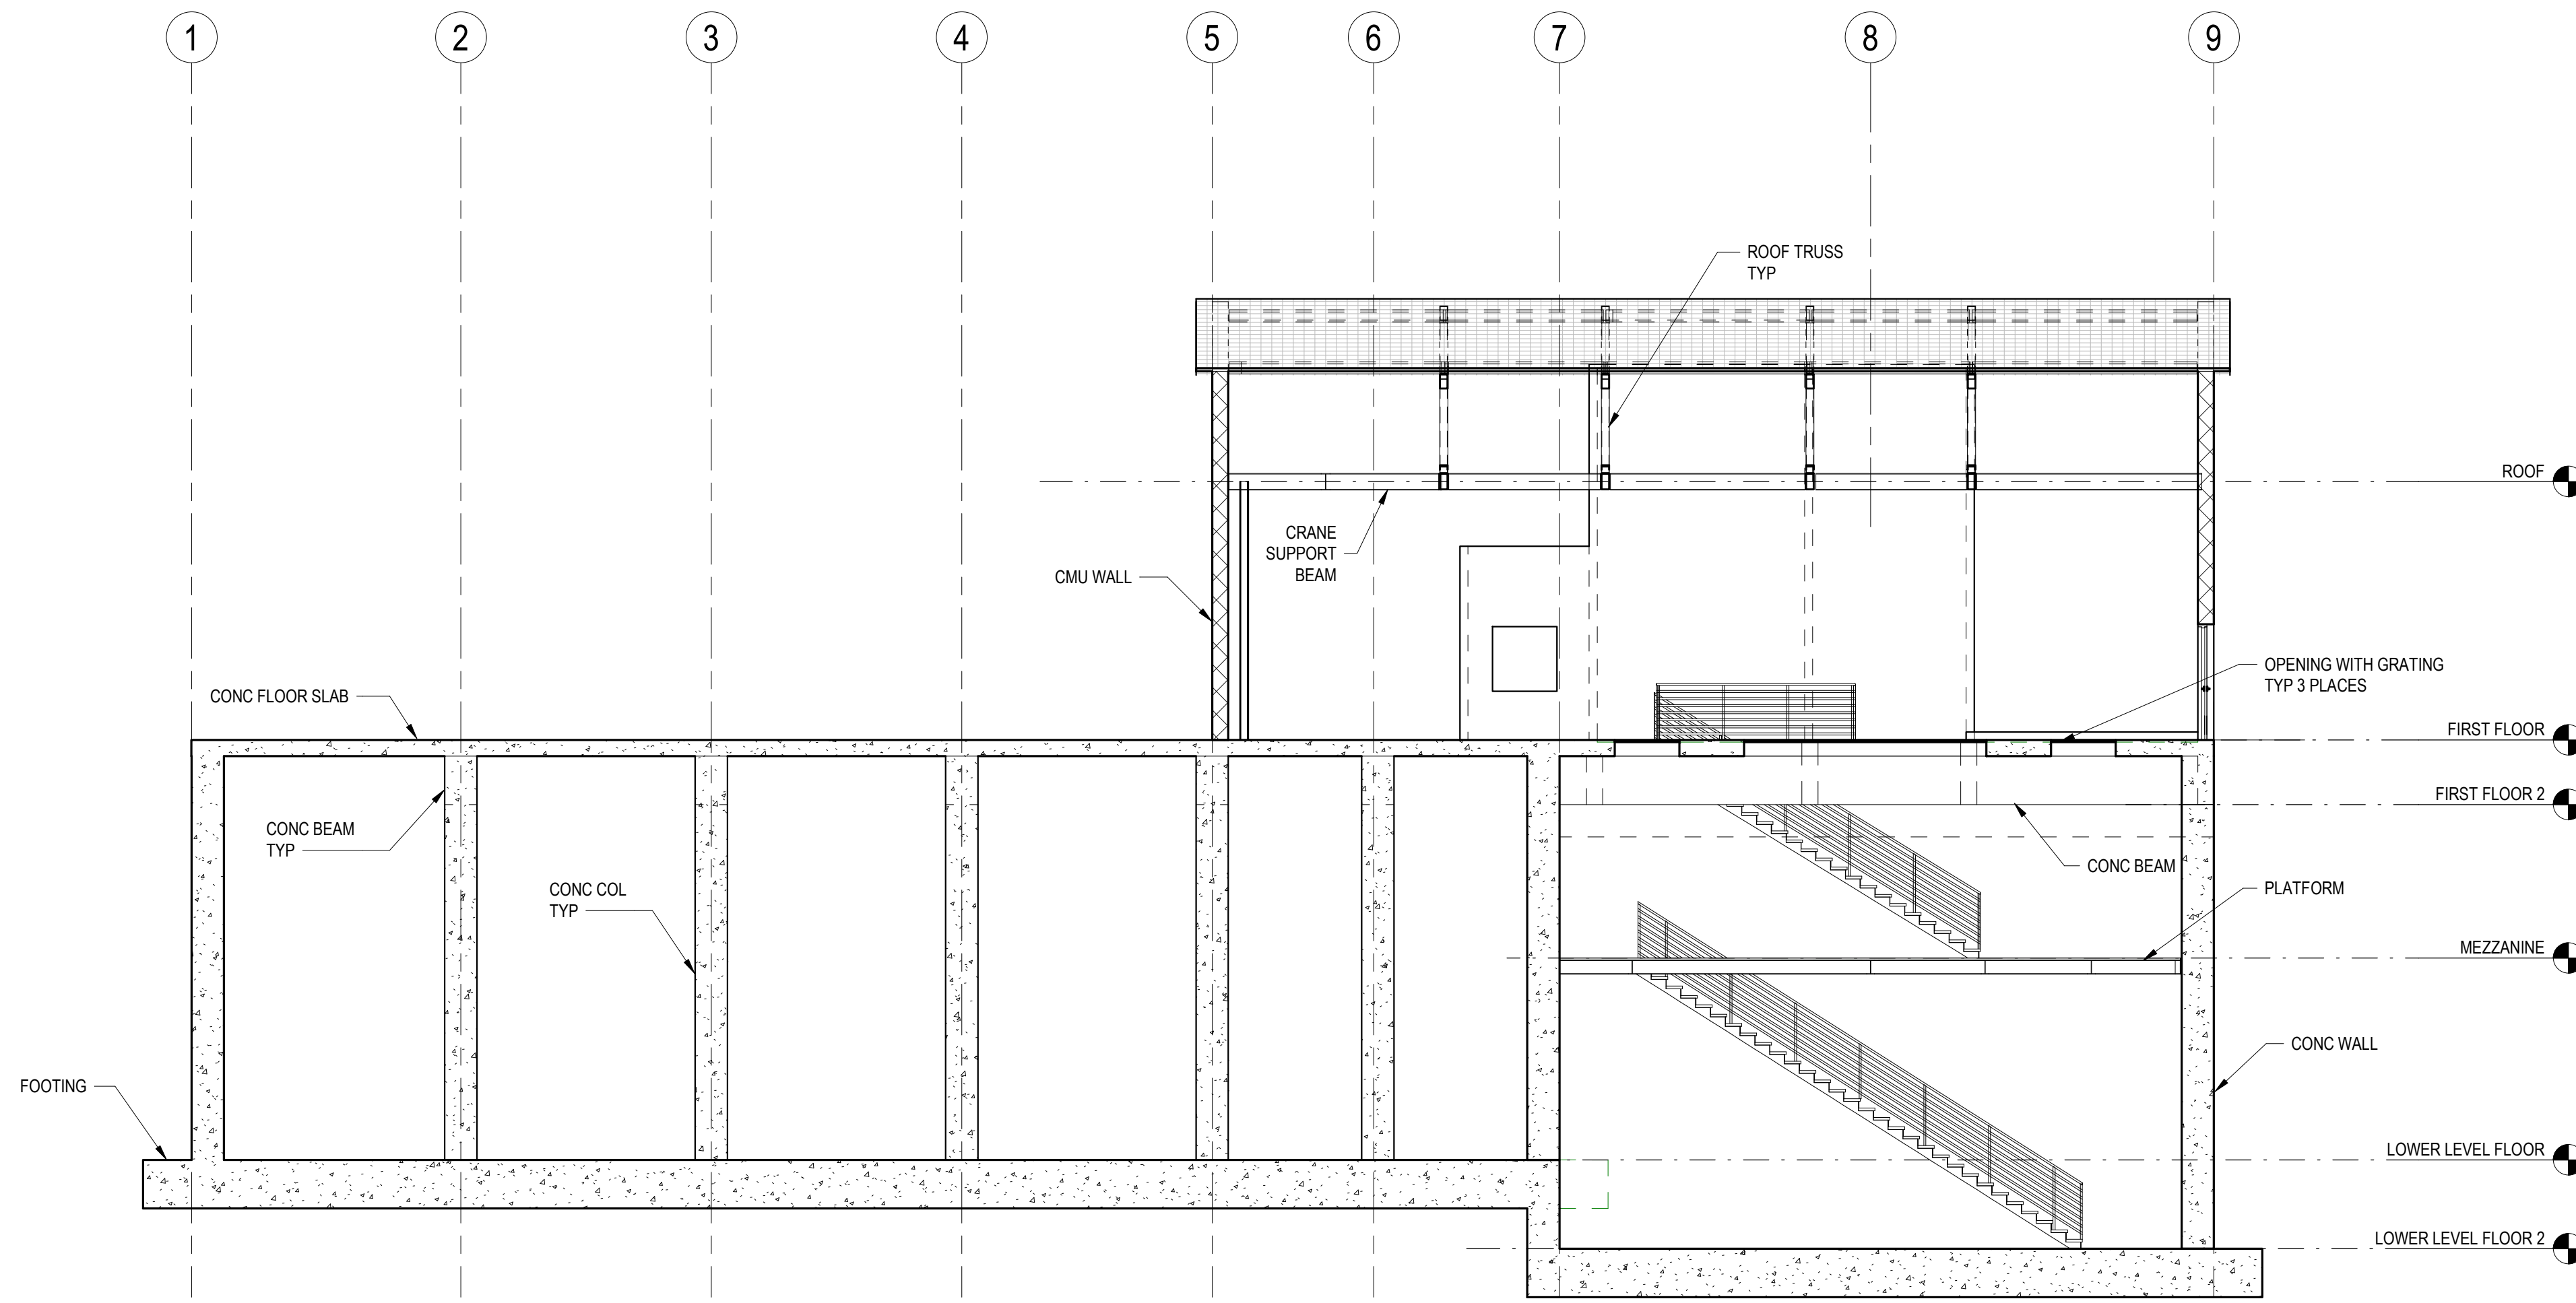 1
2
3
4
5
6
7
8
9
ROOF TRUSS
TYP
ROOF
CRANE
SUPPORT
BEAM
CMU WALL
OPENING WITH GRATING
TYP 3 PLACES
CONC FLOOR SLAB
FIRST FLOOR
FIRST FLOOR 2
CONC BEAM
TYP
CONC BEAM
CONC COL
TYP
PLATFORM
MEZZANINE
CONC WALL
FOOTING
LOWER LEVEL FLOOR
LOWER LEVEL FLOOR 2